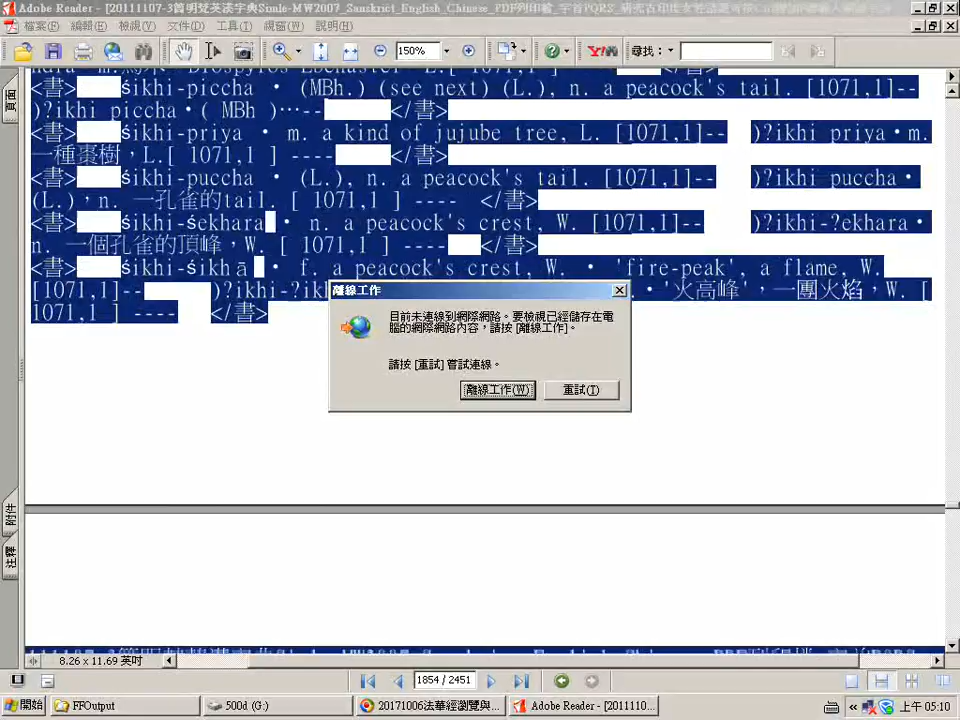 Adobe Reader - [20111107-3簡明梵英漢字典Simle-MW2007_Sanskrit_English_Chinese_PDF列印輸_字首PQRS_
檔案(F) 編輯(E) 檢視(V) 文件(D) 工具(T) 視窗(W) 說明(H)
150% 尋找：
<書> śikhi-piccha • (MBh.) (see next) (L.), n. a peacock's tail. [1071,1]--
)?ikhi piccha•( MBh )…-- </書>
<書> śikhi-priya • m. a kind of jujube tree, L. [1071,1]-- )?ikhi priya•m.
一種棗樹，L.[ 1071,1 ] ---- </書>
<書> śikhi-puccha • (L.), n. a peacock's tail. [1071,1]-- )?ikhi puccha•
(L.)，n. 一孔雀的tail. [ 1071,1 ] ---- </書>
<書> śikhi-śekhara • n. a peacock's crest, W. [1071,1]-- )?ikhi-?ekhara•
n. 一個孔雀的頂峰，W. [ 1071,1 ] ---- </書>
<書> śikhi-śikhā • f. a peacock's crest, W. • 'fire-peak', a flame, W.
[1071,1]-- )?ikhi-?ik •'火高峰'，一團火焰，W. [
1071,1 ] ---- </書>
離線工作
目前未連線到網際網路。要檢視已經儲存在電
腦的網際網路內容，請按 [離線工作]。
請按 [重試] 嘗試連線。
離線工作(W) 重試(T)
頁面
附件
注釋
8.26 x 11.69 英吋
1854 / 2451
開始 FFOutput 500d (G:) 20171006法華經瀏覽與... Adobe Reader - [2011110... 上午 05:10